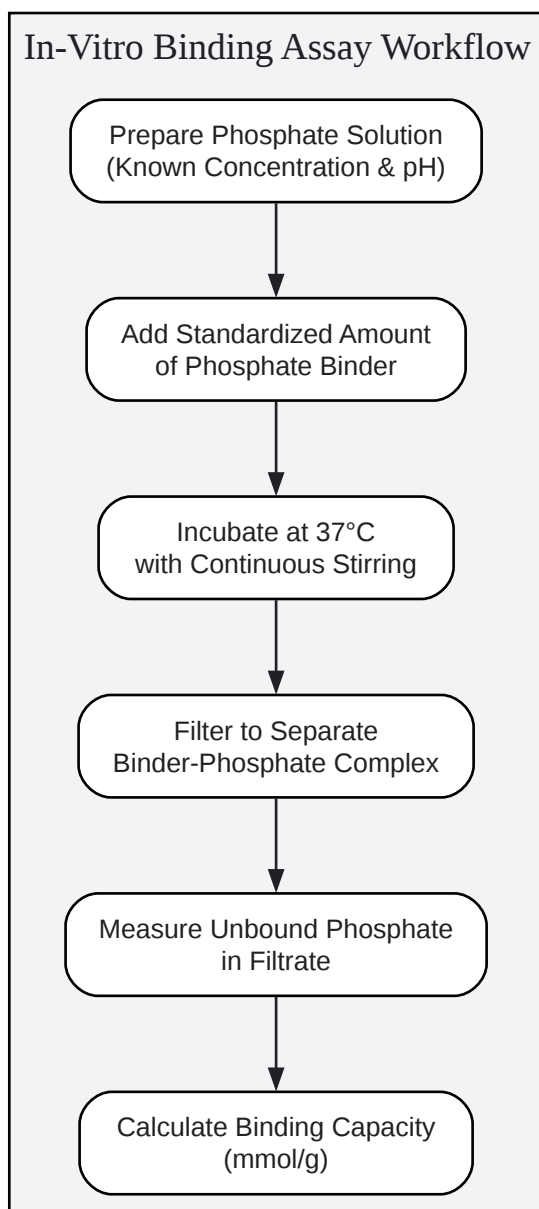 In-Vitro Binding Assay Workflow
Prepare Phosphate Solution
(Known Concentration & pH)
Add Standardized Amount
of Phosphate Binder
Incubate at 37°C
with Continuous Stirring
Filter to Separate
Binder-Phosphate Complex
Measure Unbound Phosphate
in Filtrate
Calculate Binding Capacity
(mmol/g)